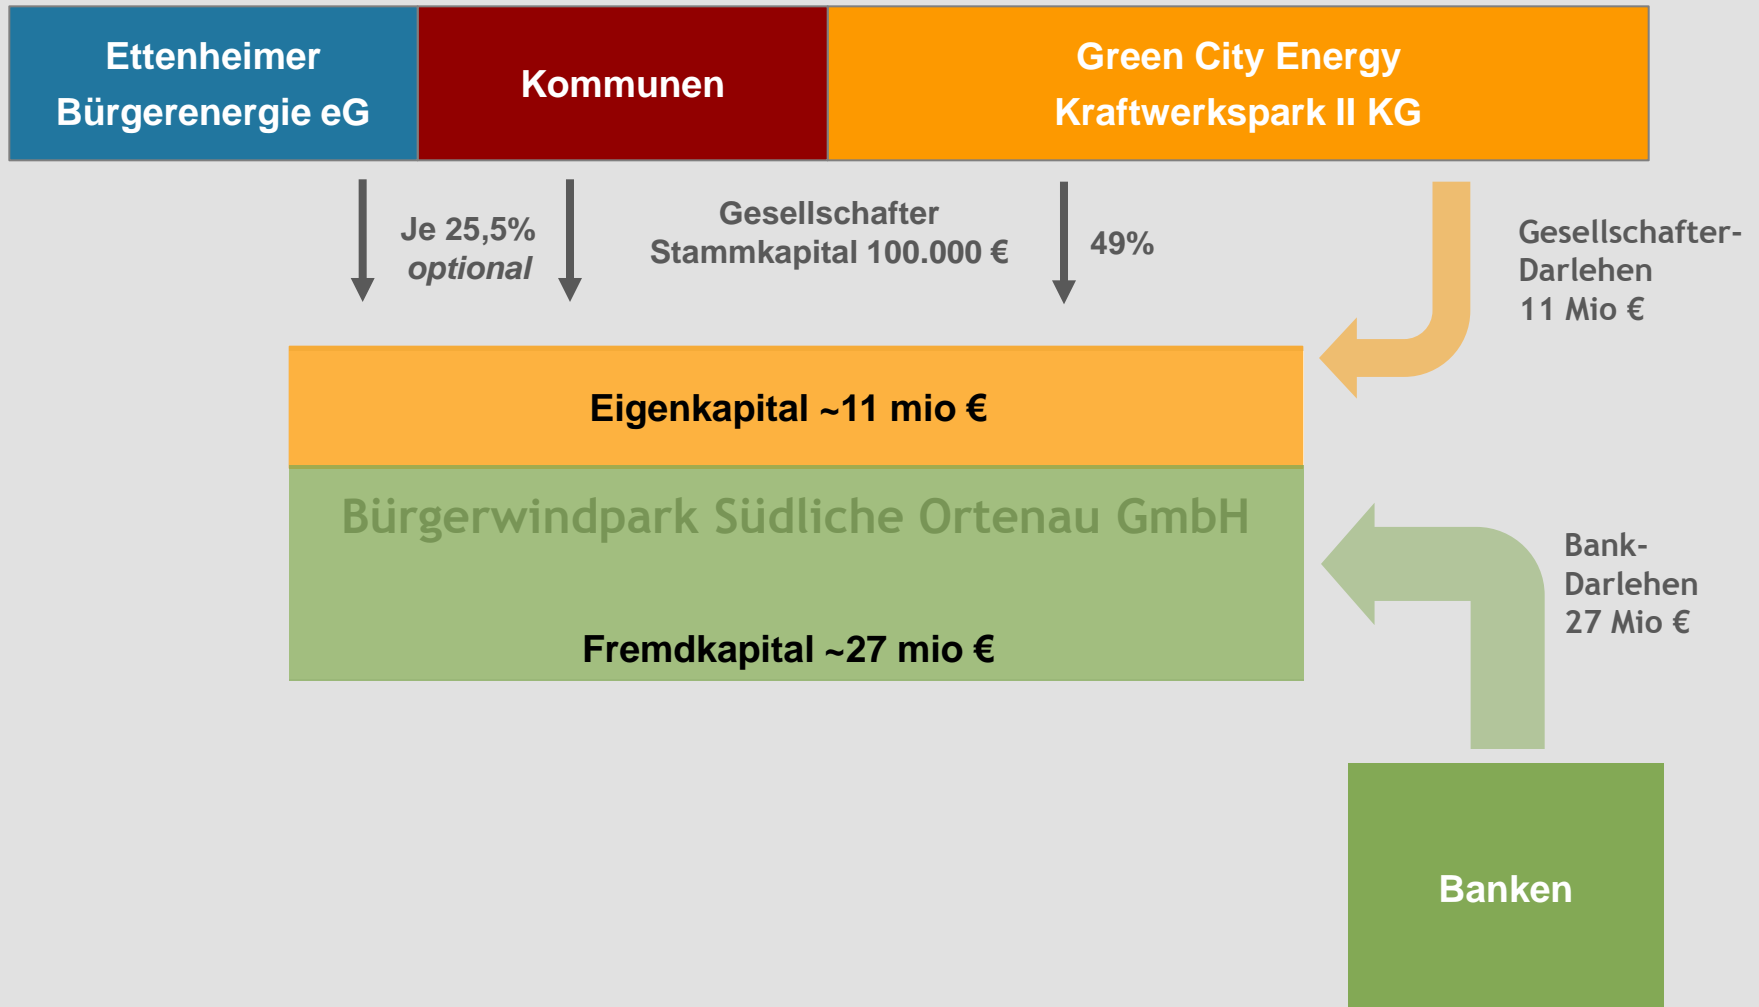 Ettenheimer
Bürgerenergie eG
Kommunen
Green City Energy
Kraftwerkspark II KG
Je 25,5%
optional
Gesellschafter
Stammkapital 100.000 €
49%
Gesellschafter-
Darlehen
11 Mio €
Eigenkapital ~11 mio €
Bürgerwindpark Südliche Ortenau GmbH
Fremdkapital ~27 mio €
Bank-
Darlehen
27 Mio €
Banken